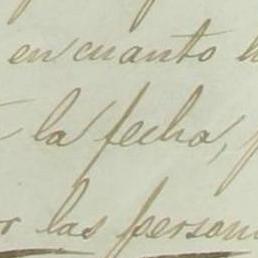 en cuanto
la fecha,
las person